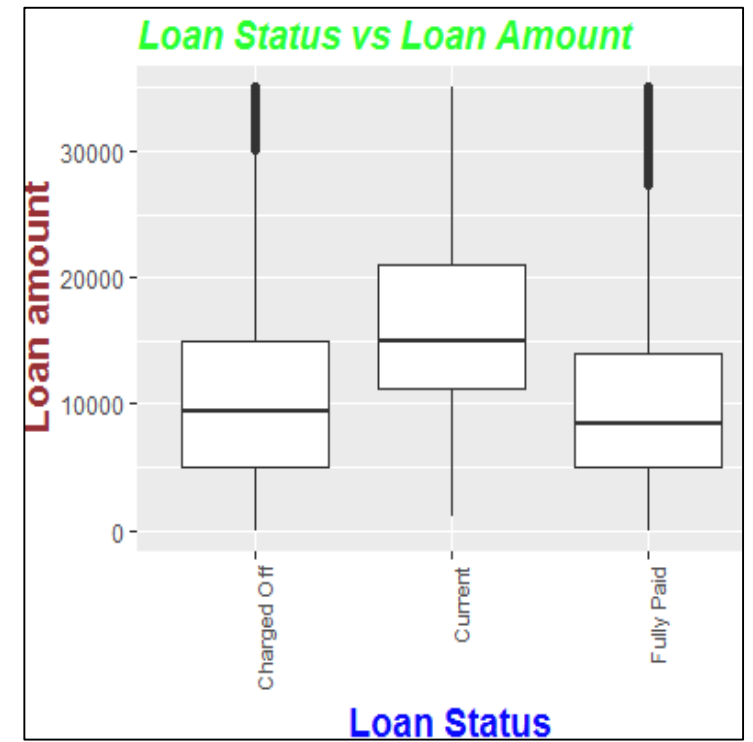 Loan Status vs Loan Amount
Loan amount
30000
20000
10000
0
Charged Off
Current
Fully Paid
Loan Status